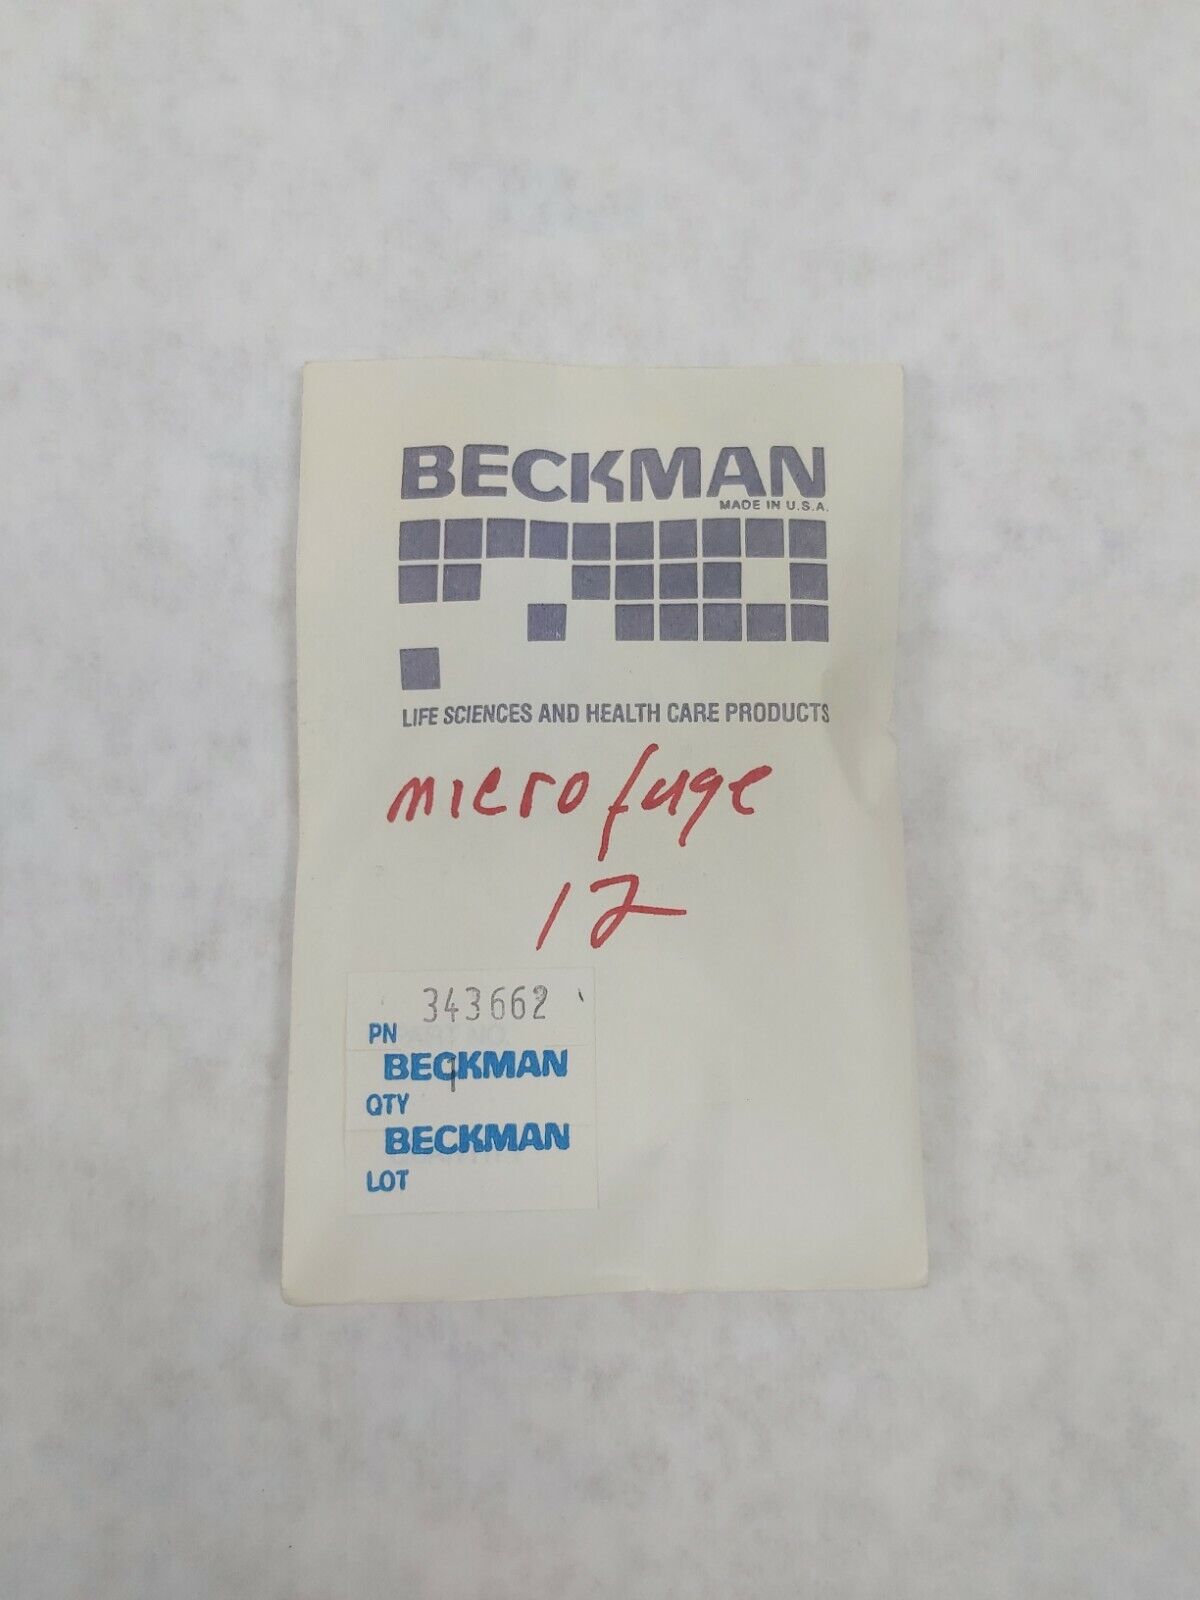 BECKMAN
MADE IN U.S.A.
LIFE SCIENCES AND HEALTH CARE PRODUCTS
microfuge
12
343662
PN
BECKMAN
1
QTY
BECKMAN
LOT